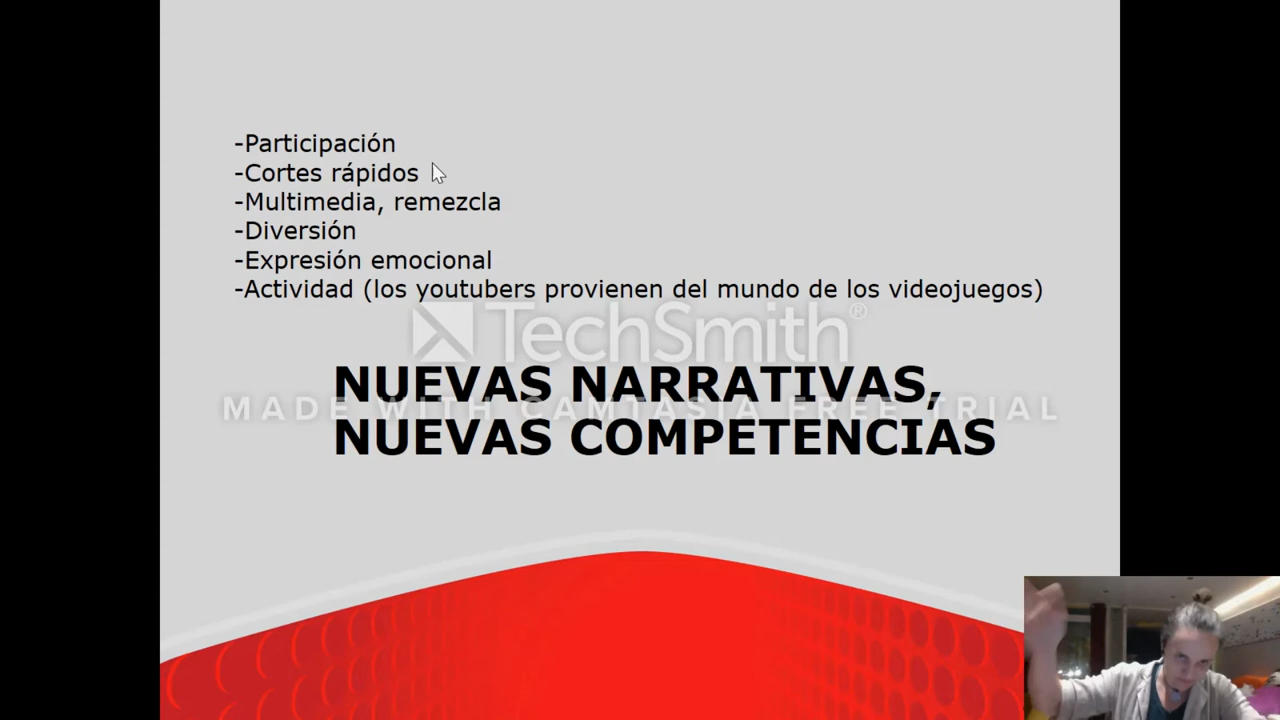 -Participación
-Cortes rápidos
-Multimedia, remezcla
-Diversión
-Expresión emocional
-Actividad (los youtubers provienen del mundo de los videojuegos)
TechSmith®
NUEVAS NARRATIVAS,
MADE WITH CAMTASIA FREE TRIAL
NUEVAS COMPETENCIAS